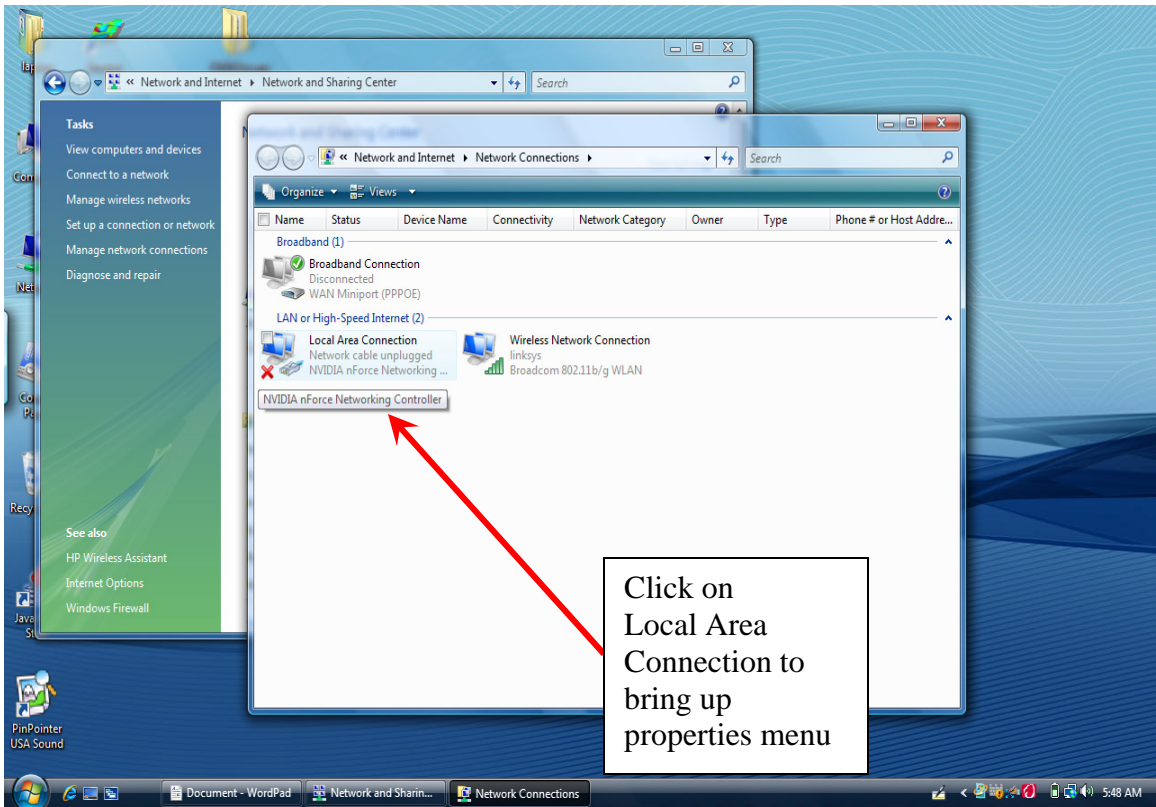 Network and Internet ▸ Network and Sharing Center
Search
Tasks
View computers and devices
Connect to a network
Manage wireless networks
Set up a connection or network
Manage network connections
Diagnose and repair
See also
HP Wireless Assistant
Internet Options
Windows Firewall
« Network and Internet ▸ Network Connections ▸
Search
Organize
Views
Name Status Device Name Connectivity Network Category Owner Type Phone # or Host Addre...
Broadband (1)
Broadband Connection
Disconnected
WAN Miniport (PPPOE)
LAN or High-Speed Internet (2)
Local Area Connection
Network cable unplugged
NVIDIA nForce Networking ...
Wireless Network Connection
linksys
Broadcom 802.11b/g WLAN
NVIDIA nForce Networking Controller
Click on
Local Area
Connection to
bring up
properties menu
Recy
Java
PinPointer
USA Sound
Document - WordPad
Network and Sharin...
Network Connections
5:48 AM